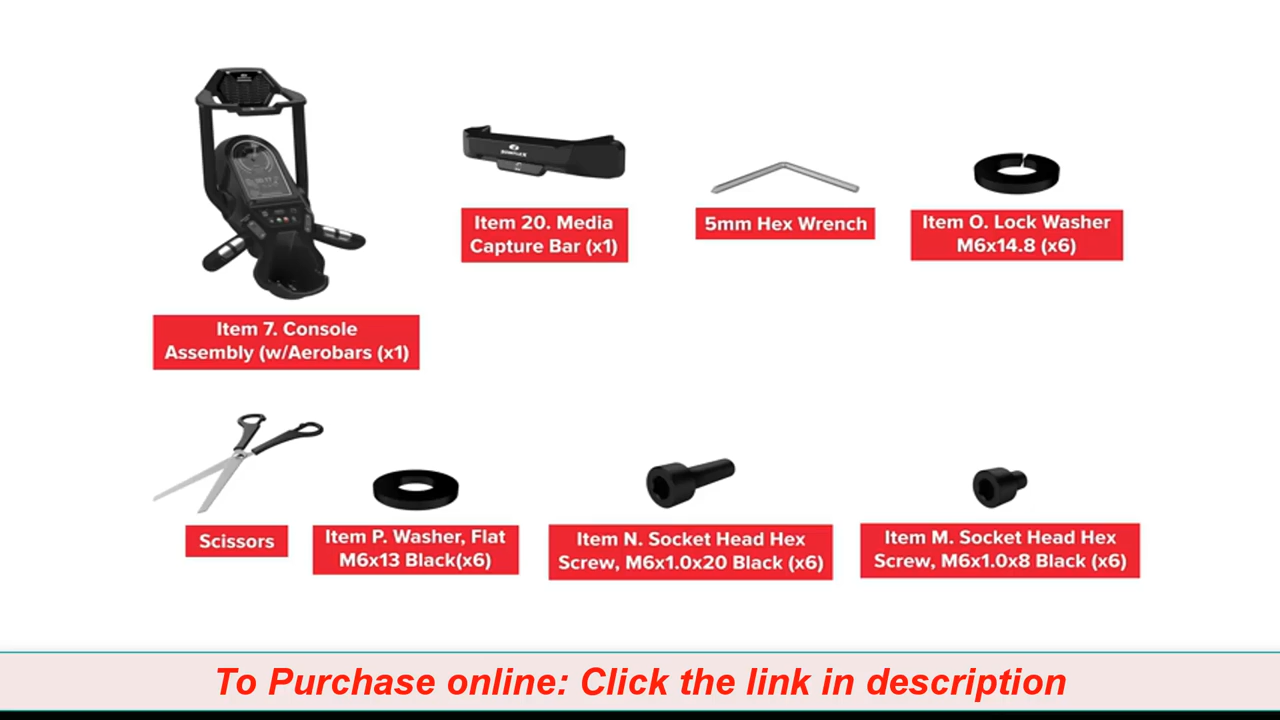 BOWFLEX
Item 20. Media
Capture Bar (x1)
5mm Hex Wrench
Item O. Lock Washer
M6x14.8 (x6)
Item 7. Console
Assembly (w/Aerobars (x1)
Scissors
Item P. Washer, Flat
M6x13 Black(x6)
Item N. Socket Head Hex
Screw, M6x1.0x20 Black (x6)
Item M. Socket Head Hex
Screw, M6x1.0x8 Black (x6)
To Purchase online: Click the link in description